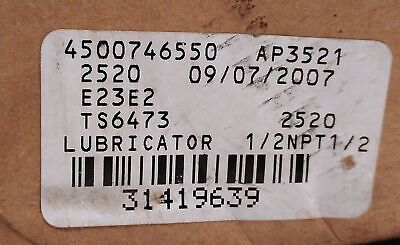 4500746550 AP3521
2520 09/07/2007
E23E2
TS6473 2520
LUBRICATOR 1/2NPT1/2
31419639